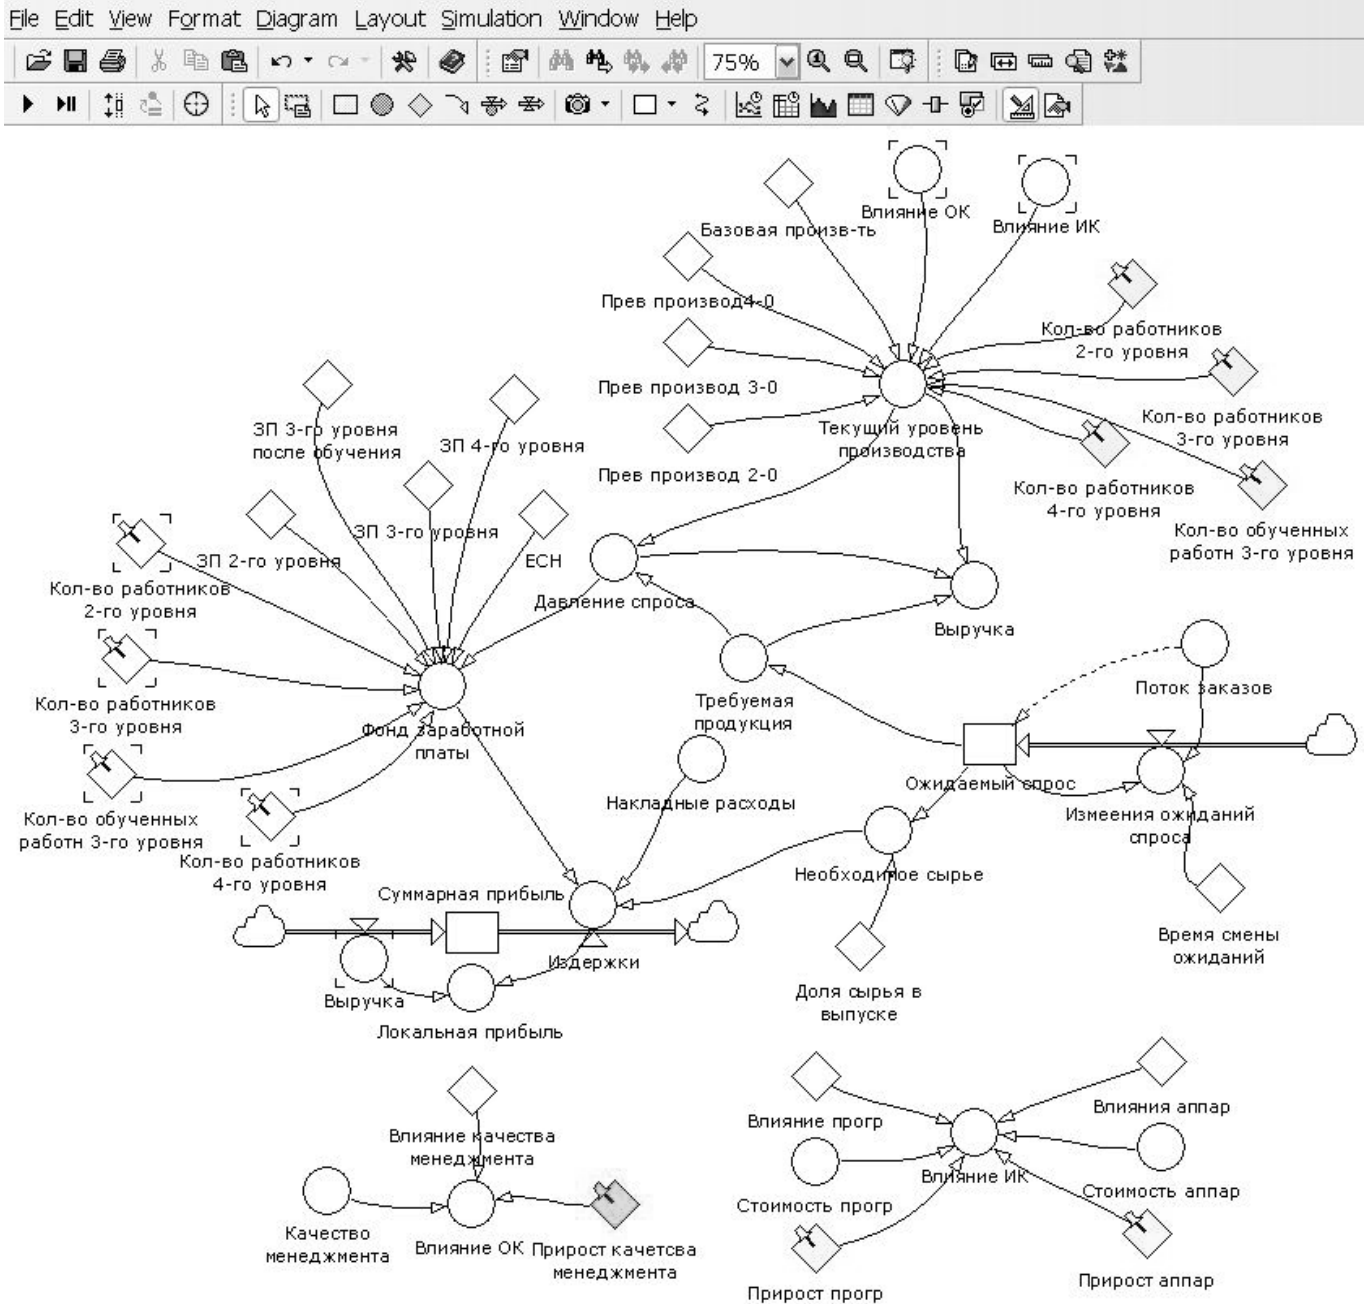 File Edit View Format Diagram Layout Simulation Window Help
75%
Влияние ОК
Влияние ИК
Базовая произв-ть
Прев производ4-0
Кол-во работников
2-го уровня
Прев производ 3-0
Кол-во работников
3-го уровня
Текущий уровень
производства
ЗП 3-го уровня
после обучения
ЗП 4-го уровня
Прев производ 2-0
Кол-во работников
4-го уровня
Кол-во обученных
работн 3-го уровня
ЗП 3-го уровня
ЗП 2-го уровня
ЕСН
Кол-во работников
2-го уровня
Давление спроса
Выручка
Кол-во работников
3-го уровня
Требуемая
продукция
Поток заказов
Фонд заработной
платы
Ожидаемый спрос
Накладные расходы
Измеения ожиданий
спроса
Кол-во обученных
работн 3-го уровня
Кол-во работников
4-го уровня
Необходимое сырье
Суммарная прибыль
Время смены
ожиданий
Издержки
Выручка
Доля сырья в
выпуске
Локальная прибыль
Влияние прогр
Влияния аппар
Влияние качества
менеджмента
Влияние ИК
Стоимость прогр
Стоимость аппар
Качество
менеджмента
Влияние ОК
Прирост качетсва
менеджмента
Прирост прогр
Прирост аппар